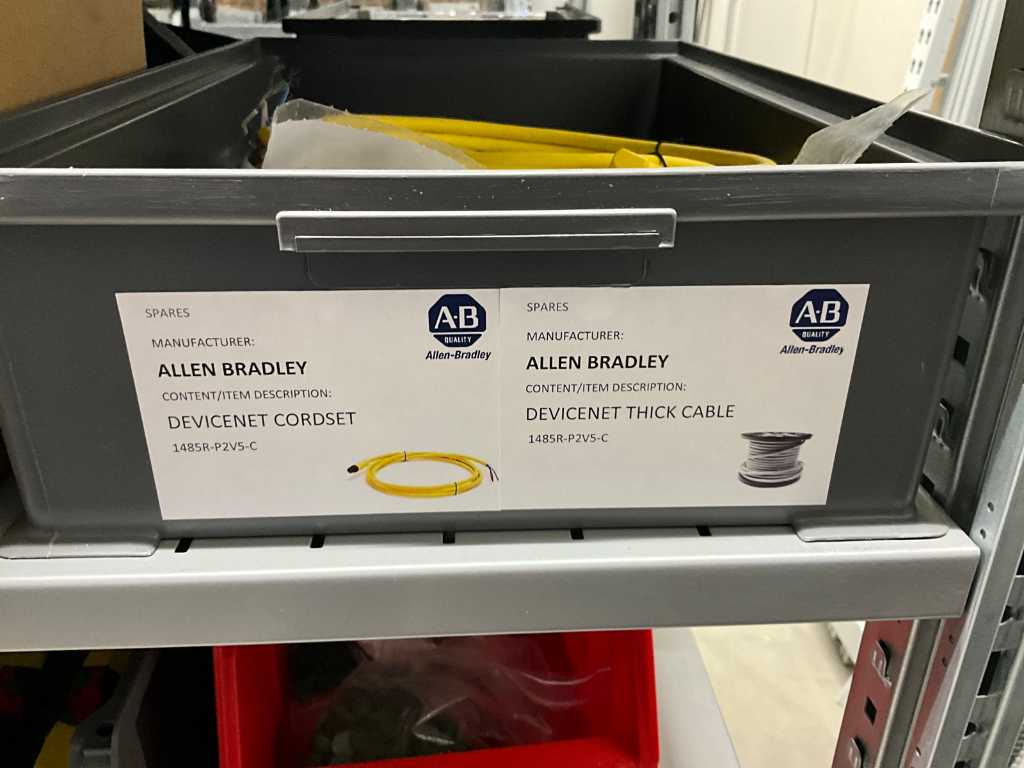 SPARES
MANUFACTURER:
ALLEN BRADLEY
CONTENT/ITEM DESCRIPTION:
DEVICENET CORDSET
1485R-P2V5-C
A·B
QUALITY
Allen-Bradley
SPARES
MANUFACTURER:
ALLEN BRADLEY
CONTENT/ITEM DESCRIPTION:
DEVICENET THICK CABLE
1485R-P2V5-C
A·B
QUALITY
Allen-Bradley